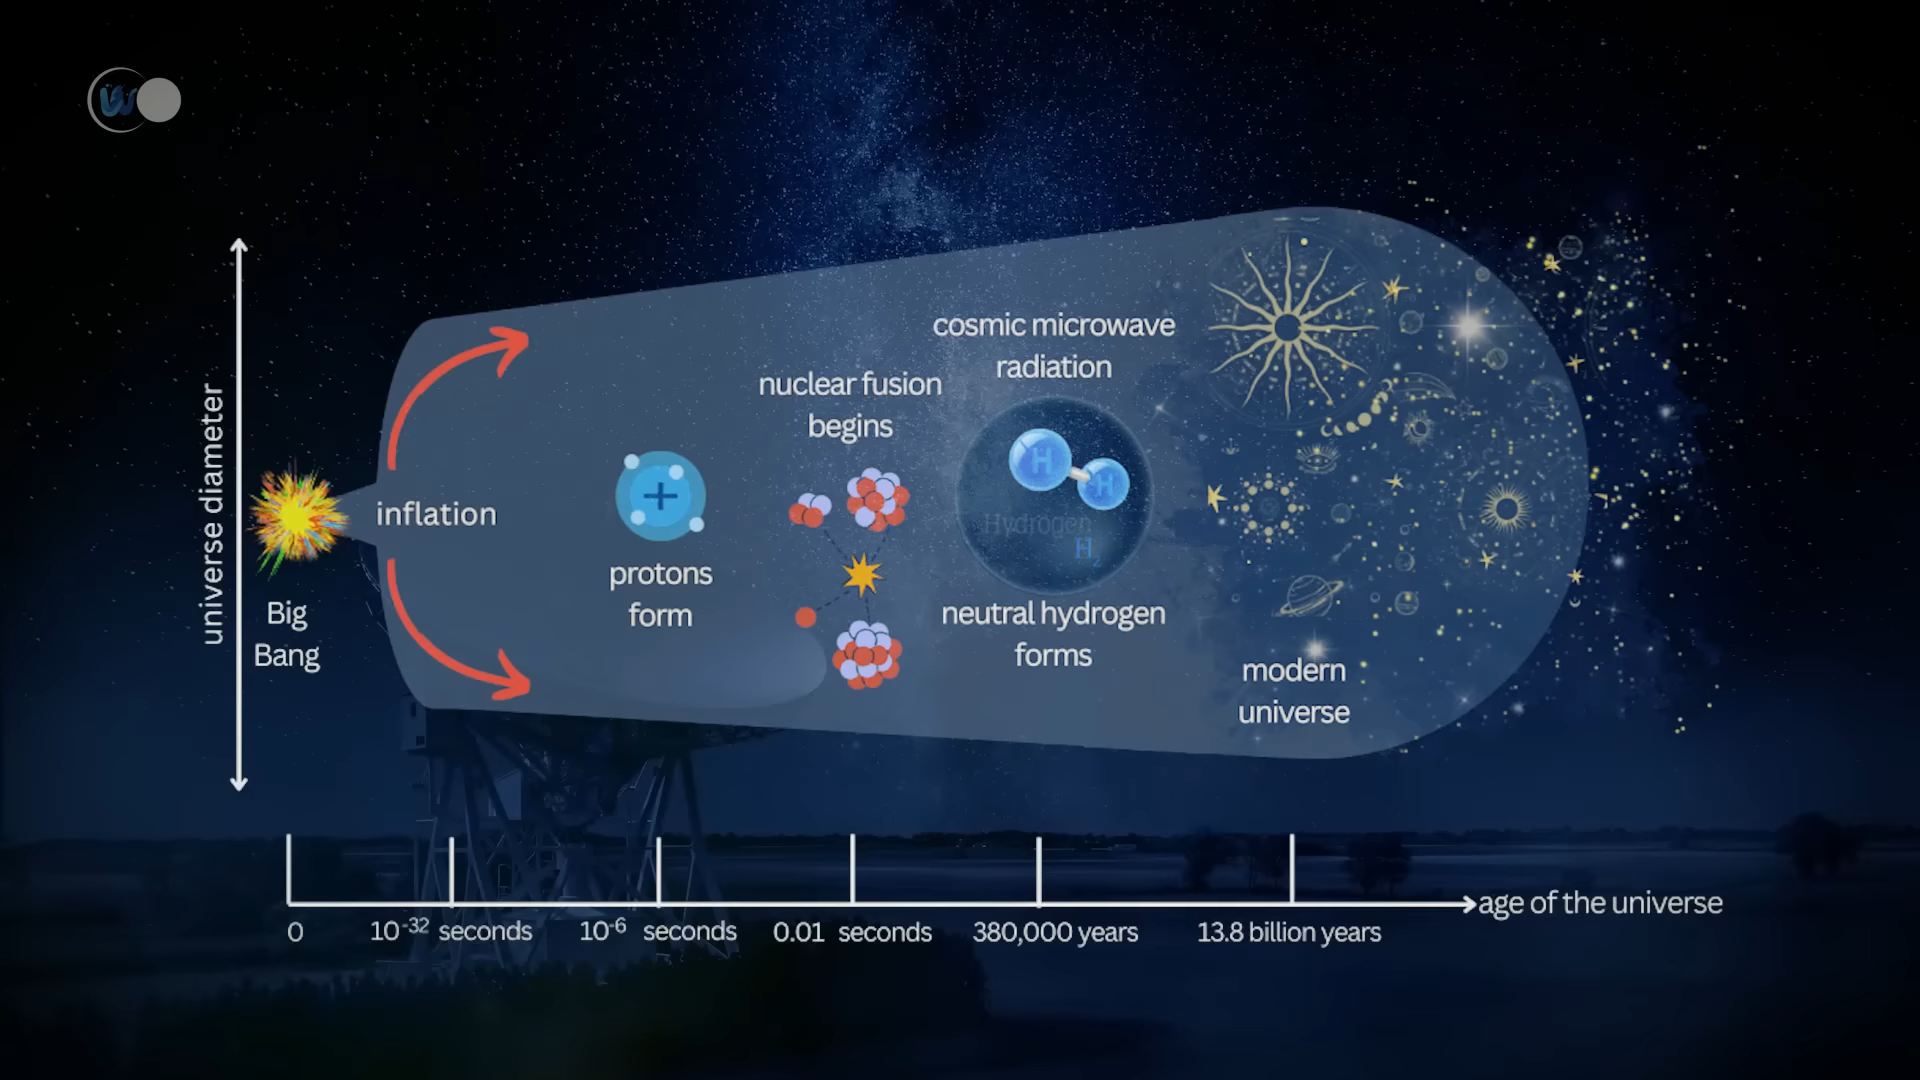 W
universe diameter
Big
Bang
inflation
protons
form
nuclear fusion
begins
cosmic microwave
radiation
H
H
Hydrogen
H2
neutral hydrogen
forms
modern
universe
0
10-32 seconds
10-6 seconds
0.01 seconds
380,000 years
13.8 billion years
age of the universe